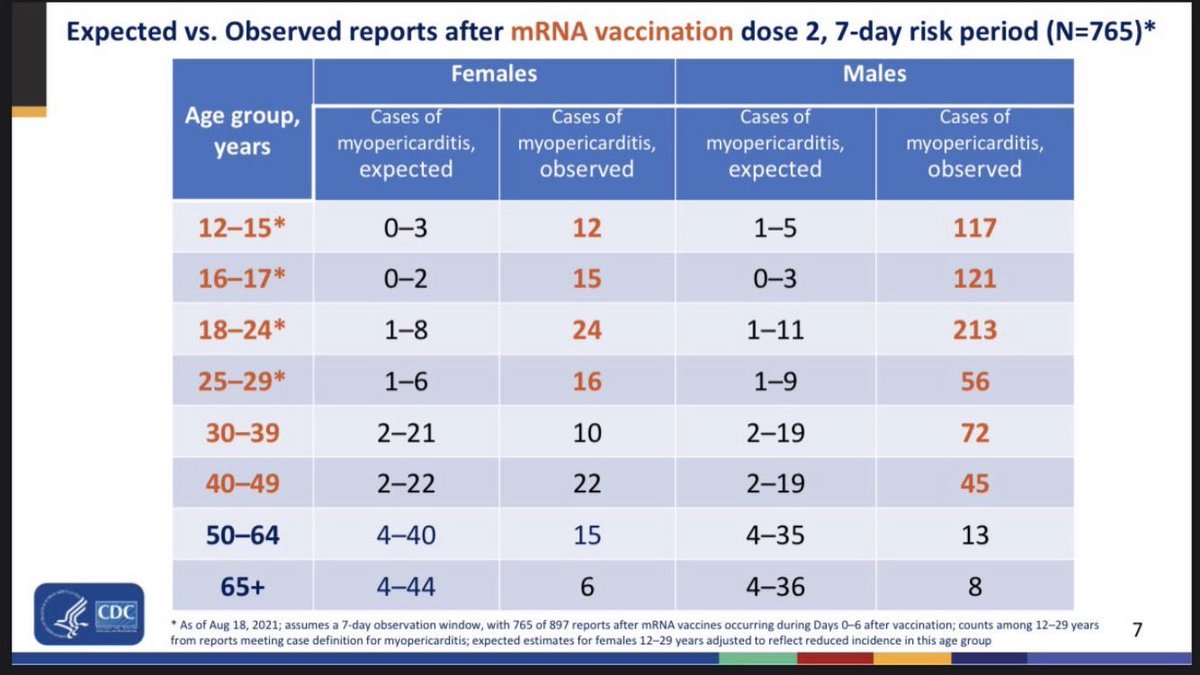 Expected vs. Observed reports after mRNA vaccination dose 2, 7-day risk period (N=765)*
Females Males
Age group,
years
Cases of
myopericarditis,
expected
Cases of
myopericarditis,
observed
Cases of
myopericarditis,
expected
Cases of
myopericarditis,
observed
12–15* 0–3 12 1–5 117
16–17* 0–2 15 0–3 121
18–24* 1–8 24 1–11 213
25–29* 1–6 16 1–9 56
30–39 2–21 10 2–19 72
40–49 2–22 22 2–19 45
50–64 4–40 15 4–35 13
65+ 4–44 6 4–36 8
CDC
* As of Aug 18, 2021; assumes a 7-day observation window, with 765 of 897 reports after mRNA vaccines occurring during Days 0–6 after vaccination; counts among 12–29 years
from reports meeting case definition for myopericarditis; expected estimates for females 12–29 years adjusted to reflect reduced incidence in this age group
7